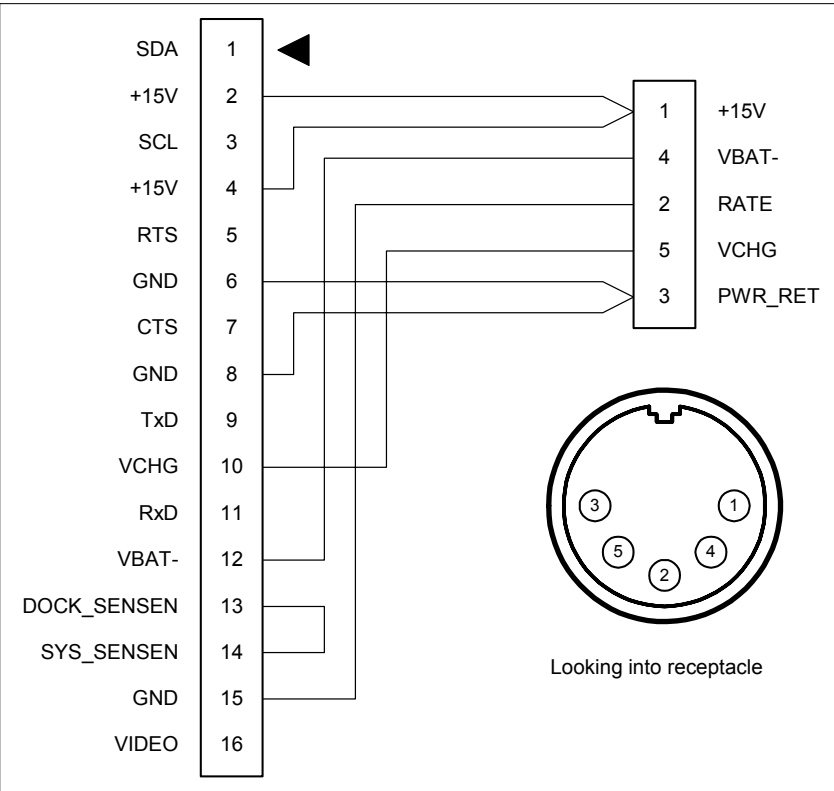 SDA 1
+15V 2
SCL 3
+15V 4
RTS 5
GND 6
CTS 7
GND 8
TxD 9
VCHG 10
RxD 11
VBAT- 12
DOCK_SENSEN 13
SYS_SENSEN 14
GND 15
VIDEO 16
1 +15V
4 VBAT-
2 RATE
5 VCHG
3 PWR_RET
3 1
5 4
2
Looking into receptacle